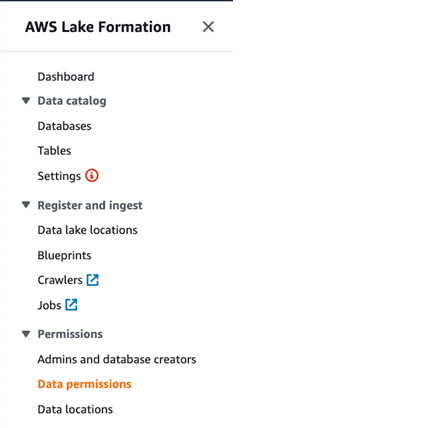 AWS Lake Formation
Dashboard
Data catalog
Databases
Tables
Settings
Register and ingest
Data lake locations
Blueprints
Crawlers
Jobs
Permissions
Admins and database creators
Data permissions
Data locations